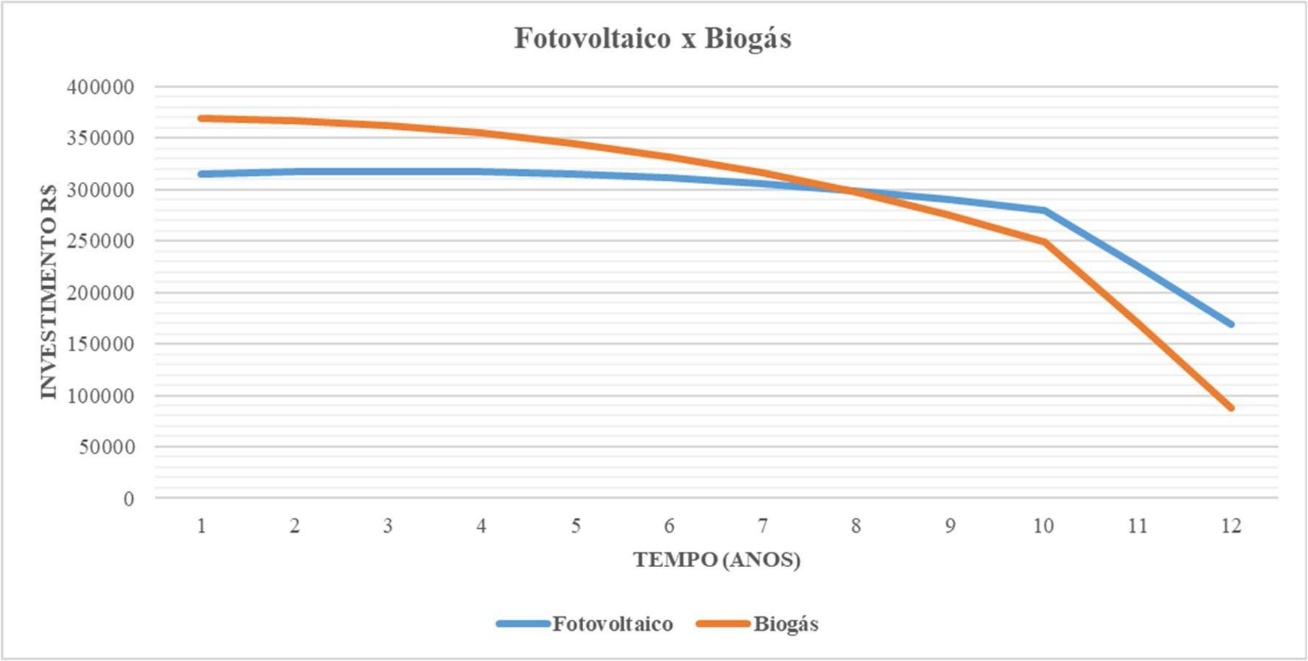 Fotovoltaico x Biogás
400000
350000
300000
250000
200000
150000
100000
50000
0
INVESTIMENTO R$
1 2 3 4 5 6 7 8 9 10 11 12
TEMPO (ANOS)
Fotovoltaico Biogás